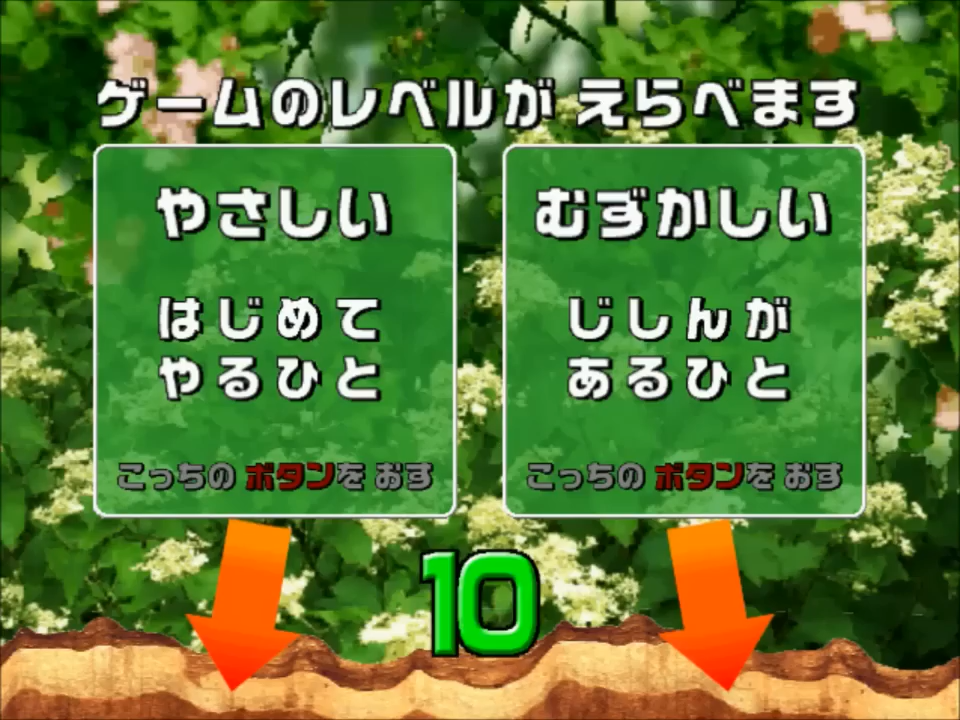 ゲームのレベルが えらべます
やさしい
はじめて
やるひと
こっちの ボタンを おす
むずかしい
じしんが
あるひと
こっちの ボタンを おす
10